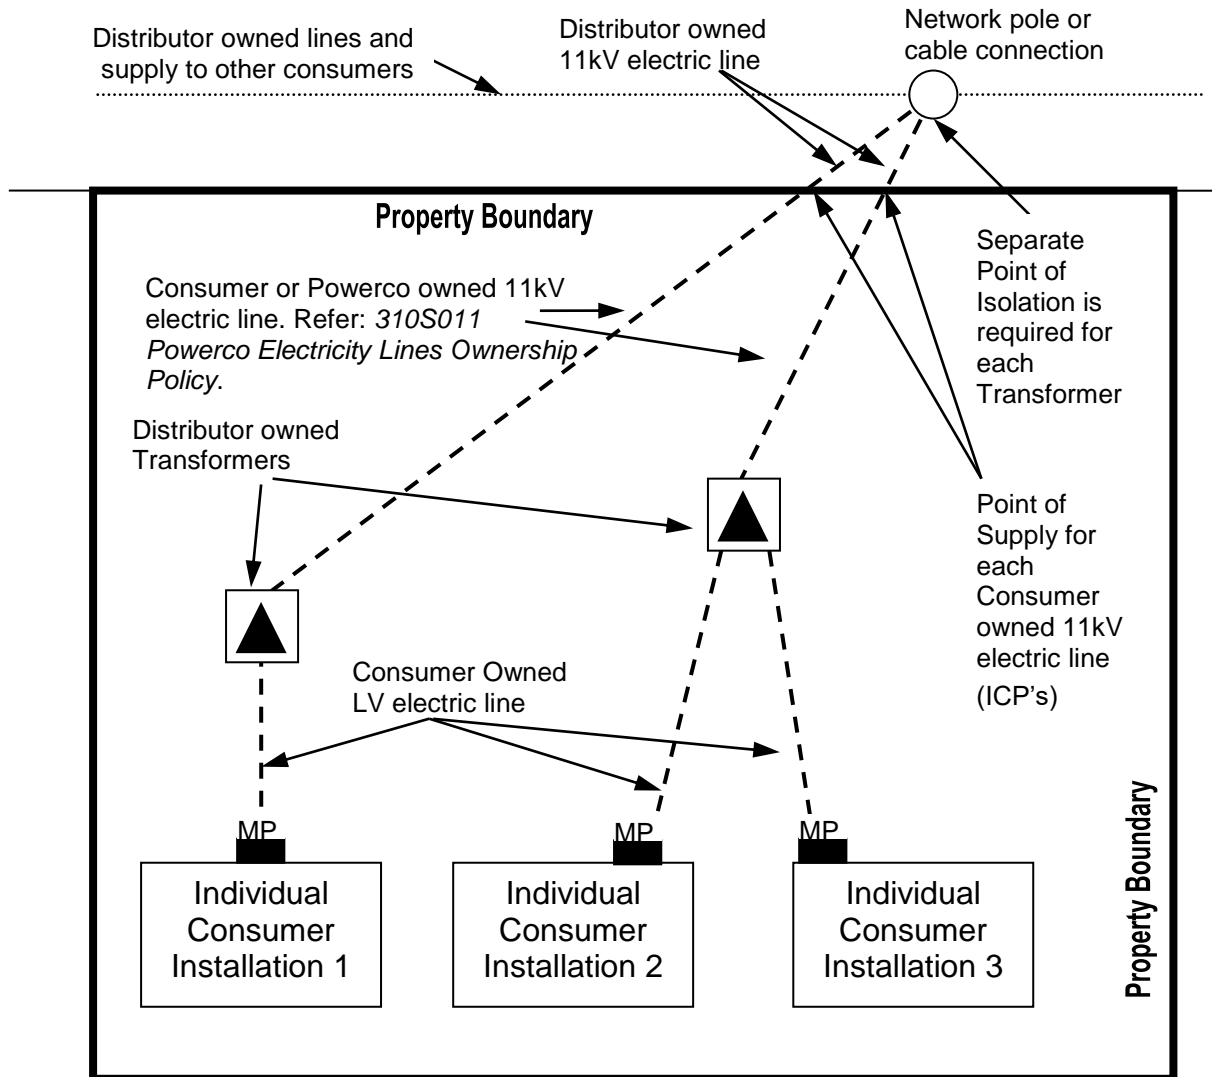 Distributor owned lines and
supply to other consumers
Distributor owned
11kV electric line
Network pole or
cable connection
Property Boundary
Consumer or Powerco owned 11kV
electric line. Refer: 310S011
Powerco Electricity Lines Ownership
Policy.
Separate
Point of
Isolation is
required for
each
Transformer
Distributor owned
Transformers
Point of
Supply for
each
Consumer
owned 11kV
electric line
(ICP's)
Consumer Owned
LV electric line
Property Boundary
MP
MP
MP
Individual
Consumer
Installation 1
Individual
Consumer
Installation 2
Individual
Consumer
Installation 3